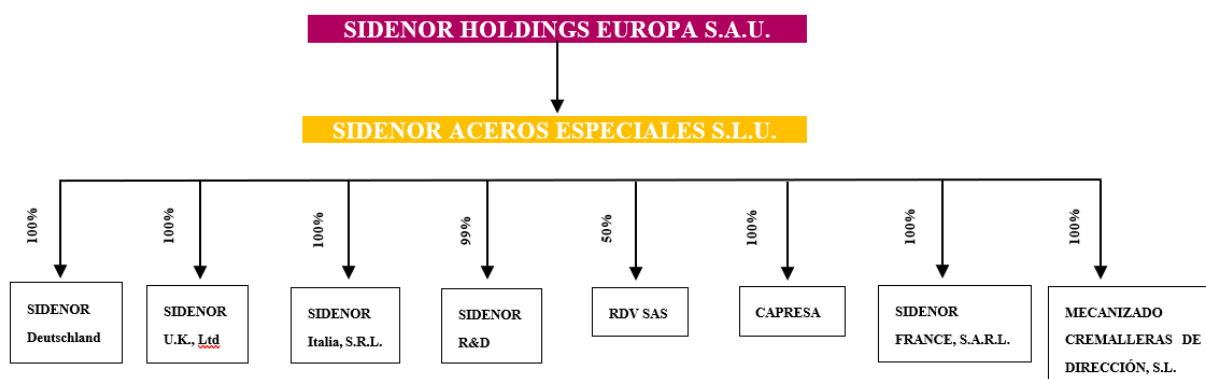 SIDENOR HOLDINGS EUROPA S.A.U.
SIDENOR ACEROS ESPECIALES S.L.U.
100%
100%
100%
99%
50%
100%
100%
100%
SIDENOR
Deutschland
SIDENOR
U.K., Ltd
SIDENOR
Italia, S.R.L.
SIDENOR
R&D
RDV SAS
CAPRESA
SIDENOR
FRANCE, S.A.R.L.
MECANIZADO
CREMALLERAS DE
DIRECCIÓN, S.L.